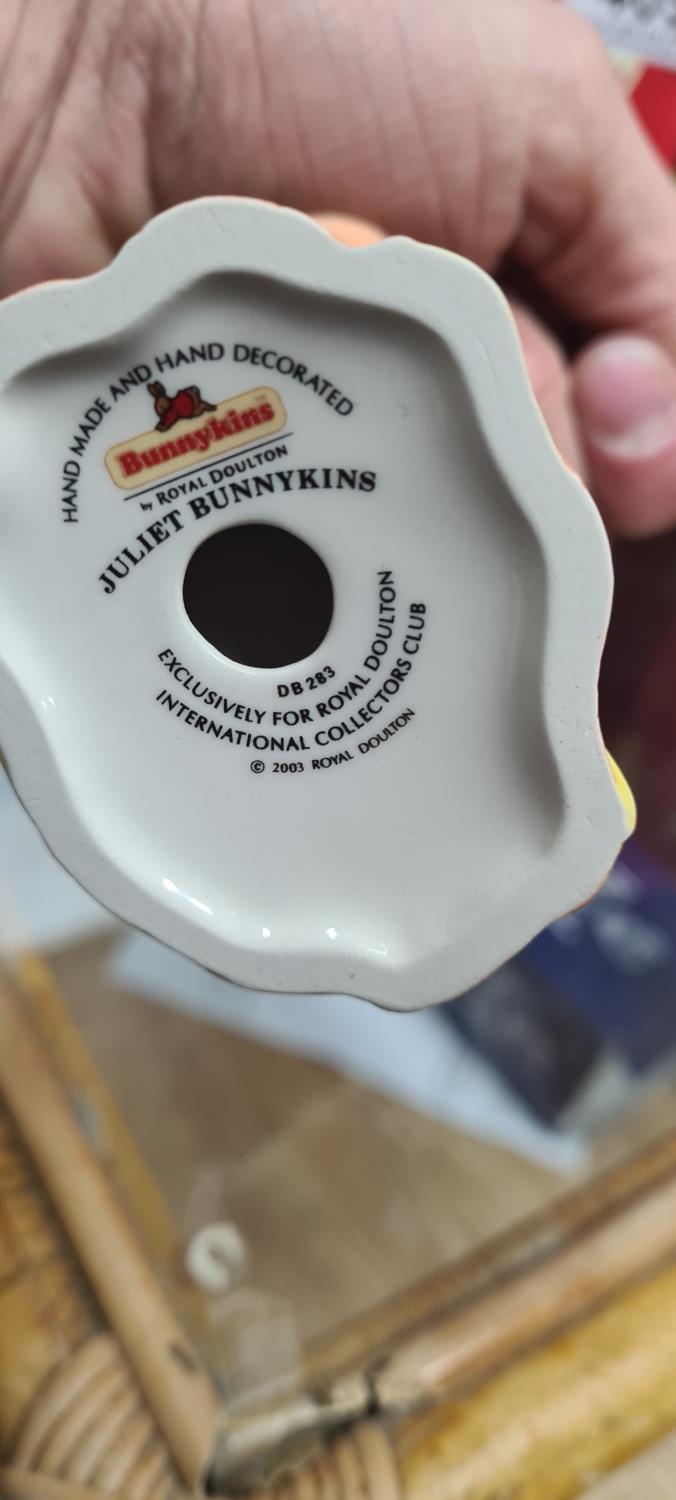 HAND MADE AND HAND DECORATED
Bunnykins™
by ROYAL DOULTON
JULIET BUNNYKINS
DB 283
EXCLUSIVELY FOR ROYAL DOULTON
INTERNATIONAL COLLECTORS CLUB
© 2003 ROYAL DOULTON